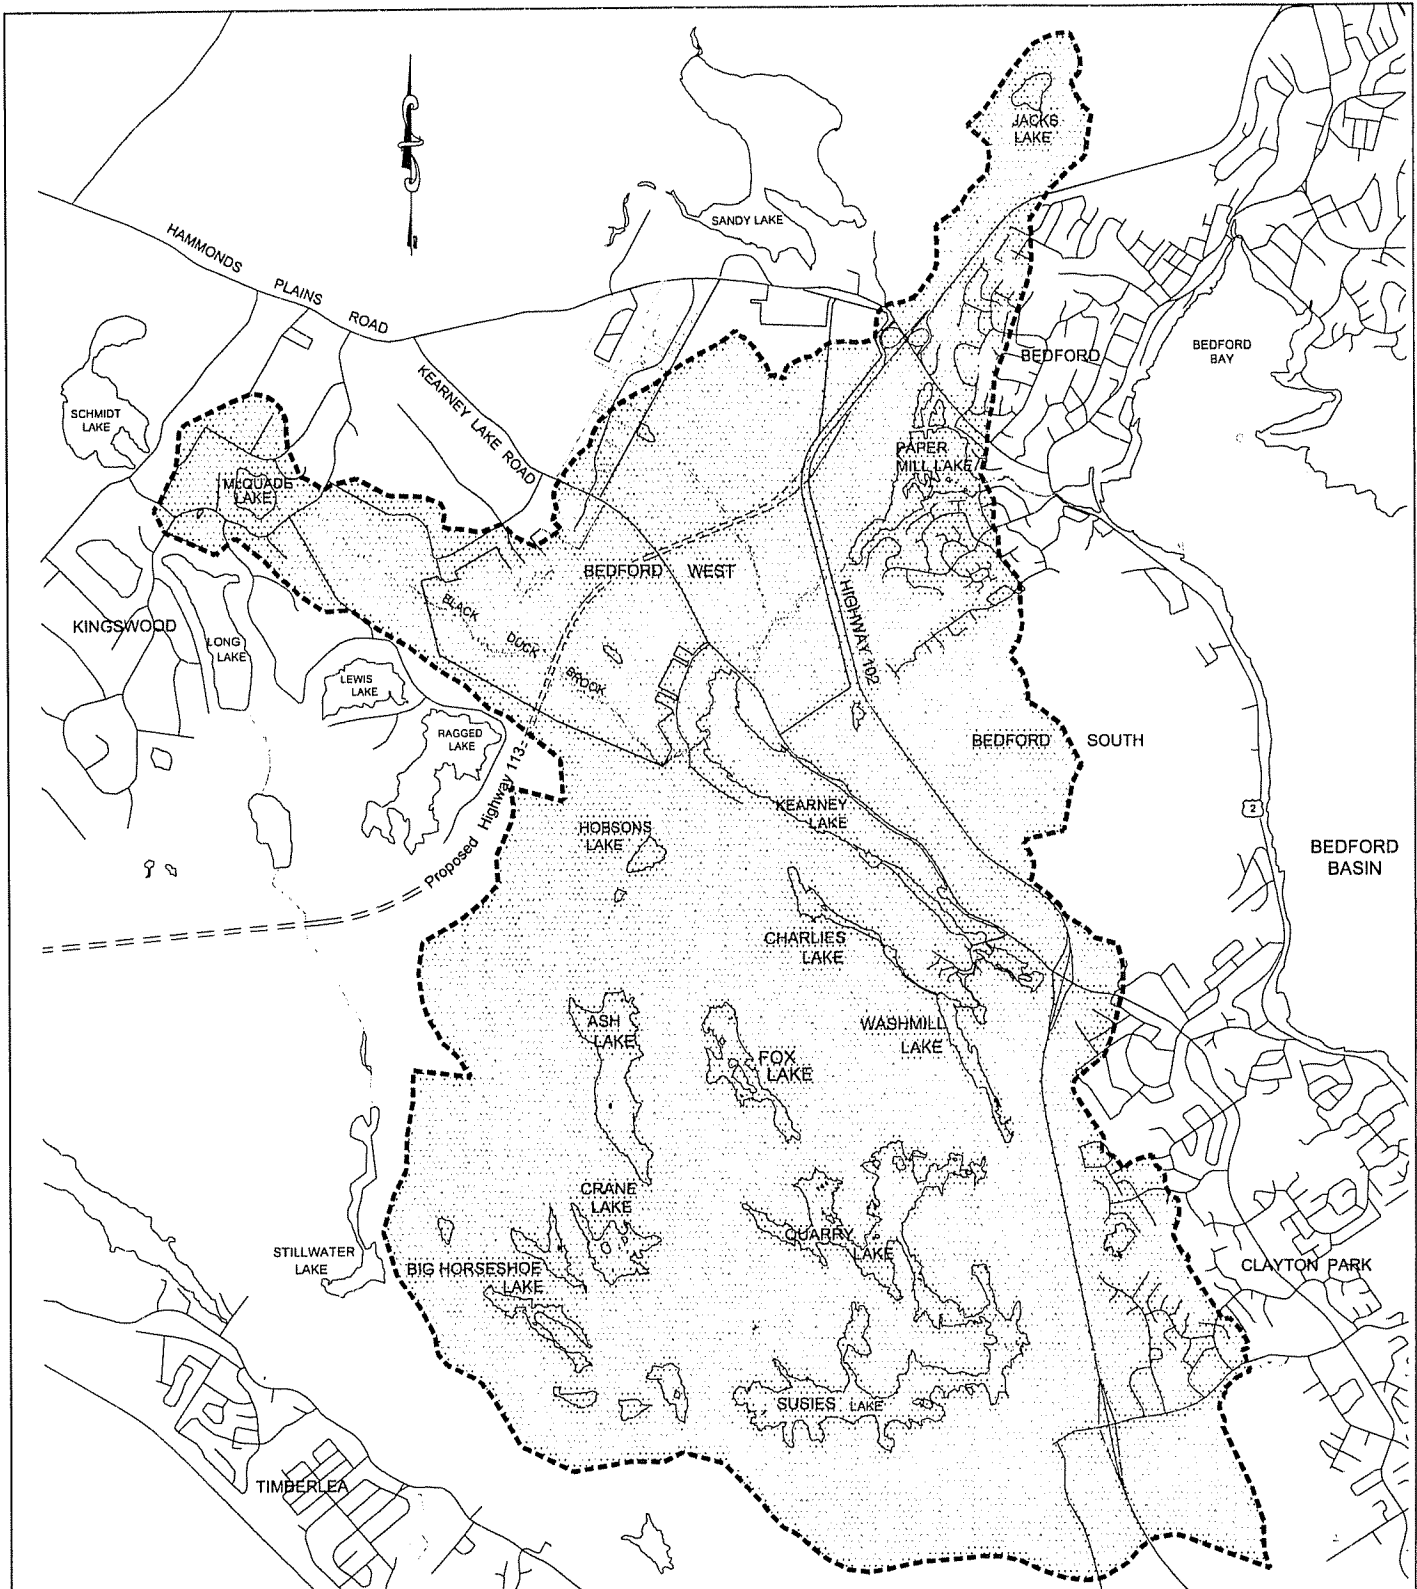 JACKS
LAKE
SANDY LAKE
HAMMONDS
PLAINS
ROAD
BEDFORD
BAY
BEDFORD
KEARNEY LAKE ROAD
SCHMIDT
LAKE
PAPER
MILL LAKE
MCQUADE
LAKE
BEDFORD WEST
HIGHWAY 102
BLACK
DUCK
BROOK
KINGSWOOD
LONG
LAKE
LEWIS
LAKE
RAGGED
LAKE
BEDFORD SOUTH
Proposed Highway 113
KEARNEY
LAKE
2
HOBSONS
LAKE
BEDFORD
BASIN
CHARLIES
LAKE
ASH
LAKE
WASHMILL
LAKE
FOX
LAKE
CRANE
LAKE
QUARRY
LAKE
STILLWATER
LAKE
BIG HORSESHOE
LAKE
CLAYTON PARK
SUSIES LAKE
TIMBERLEA